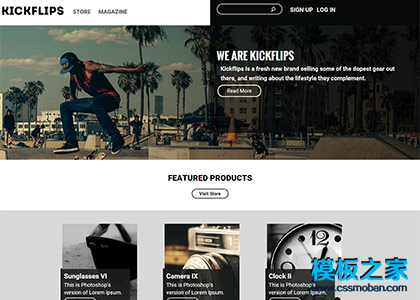 KICKFLIPS
STORE MAGAZINE
SIGN UP LOG IN
WE ARE KICKFLIPS
Kickflips is a fresh new brand selling some of the dopest gear out
there, and writing about the lifestyle they complement.
Read More
FEATURED PRODUCTS
Visit Store
Sunglasses VI
This is Photoshop's
version of Lorem Ipsum.
Camera IX
This is Photoshop's
version of Lorem Ipsum.
Clock II
This is Photoshop's
version of Lorem Ipsum.
模板之家
www.cssmoban.com